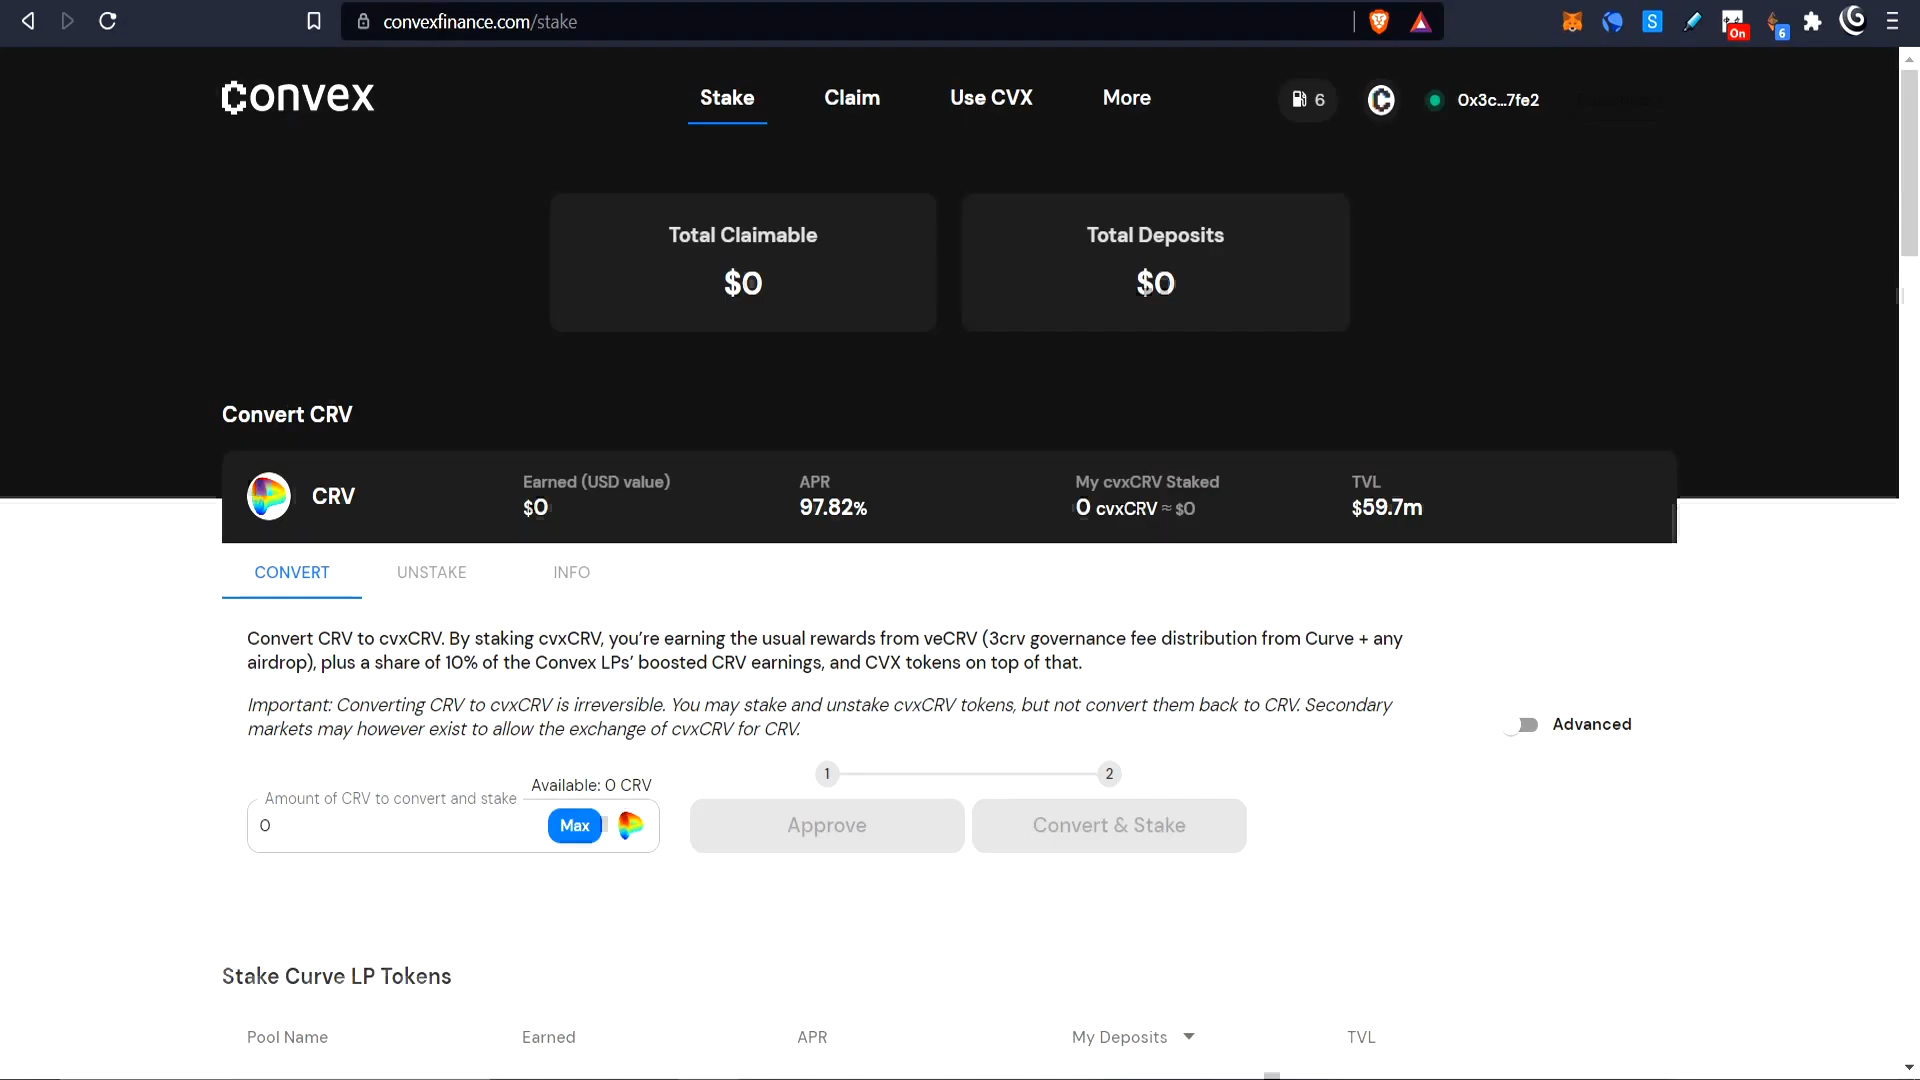 convexfinance.com/stake
S
On
6
Convex
Stake
Claim
Use CVX
More
6
0x3c...7fe2
Total Claimable
$0
Total Deposits
$0
Convert CRV
CRV
Earned (USD value)
$0
APR
97.82%
My cvxCRV Staked
0 cvxCRV ≈ $0
TVL
$59.7m
CONVERT
UNSTAKE
INFO
Convert CRV to cvxCRV. By staking cvxCRV, you're earning the usual rewards from veCRV (3crv governance fee distribution from Curve + any
airdrop), plus a share of 10% of the Convex LPs' boosted CRV earnings, and CVX tokens on top of that.
Important: Converting CRV to cvxCRV is irreversible. You may stake and unstake cvxCRV tokens, but not convert them back to CRV. Secondary
markets may however exist to allow the exchange of cvxCRV for CRV.
Advanced
Available: 0 CRV
Amount of CRV to convert and stake
0
Max
1
2
Approve
Convert & Stake
Stake Curve LP Tokens
Pool Name
Earned
APR
My Deposits
TVL